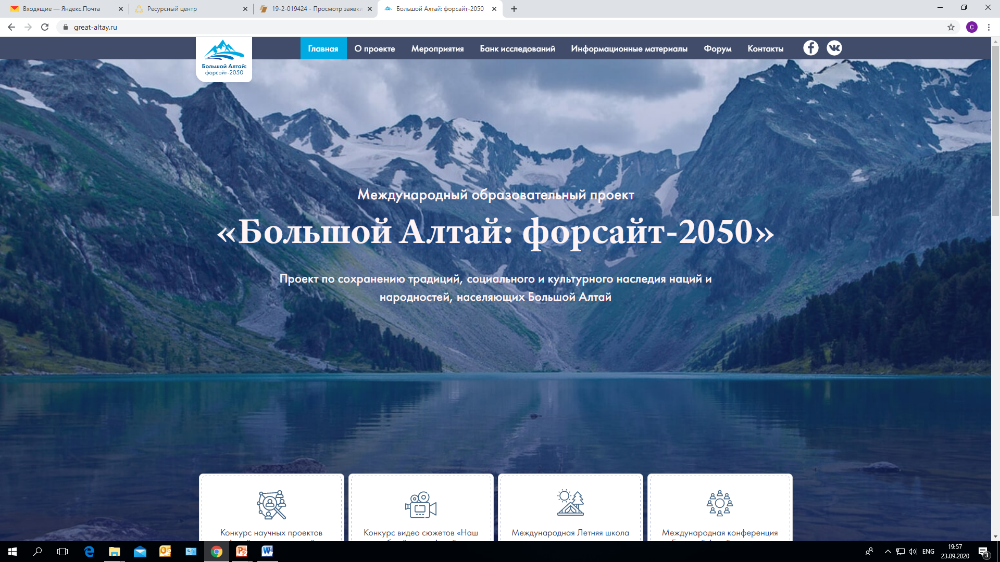 Входящие — Яндекс.Почта
Ресурсный центр
19-2-019424 - Просмотр заявки
Большой Алтай: форсайт-2050
great-altay.ru
C
Большой Алтай:
форсайт-2050
Главная
О проекте
Мероприятия
Банк исследований
Информационные материалы
Форум
Контакты
Международный образовательный проект
«Большой Алтай: форсайт-2050»
Проект по сохранению традиций, социального и культурного наследия наций и
народностей, населяющих Большой Алтай
Конкурс научных проектов
Конкурс видео сюжетов «Наш
Международная Летняя школа
Международная конференция
ENG
19:57
23.09.2020
3